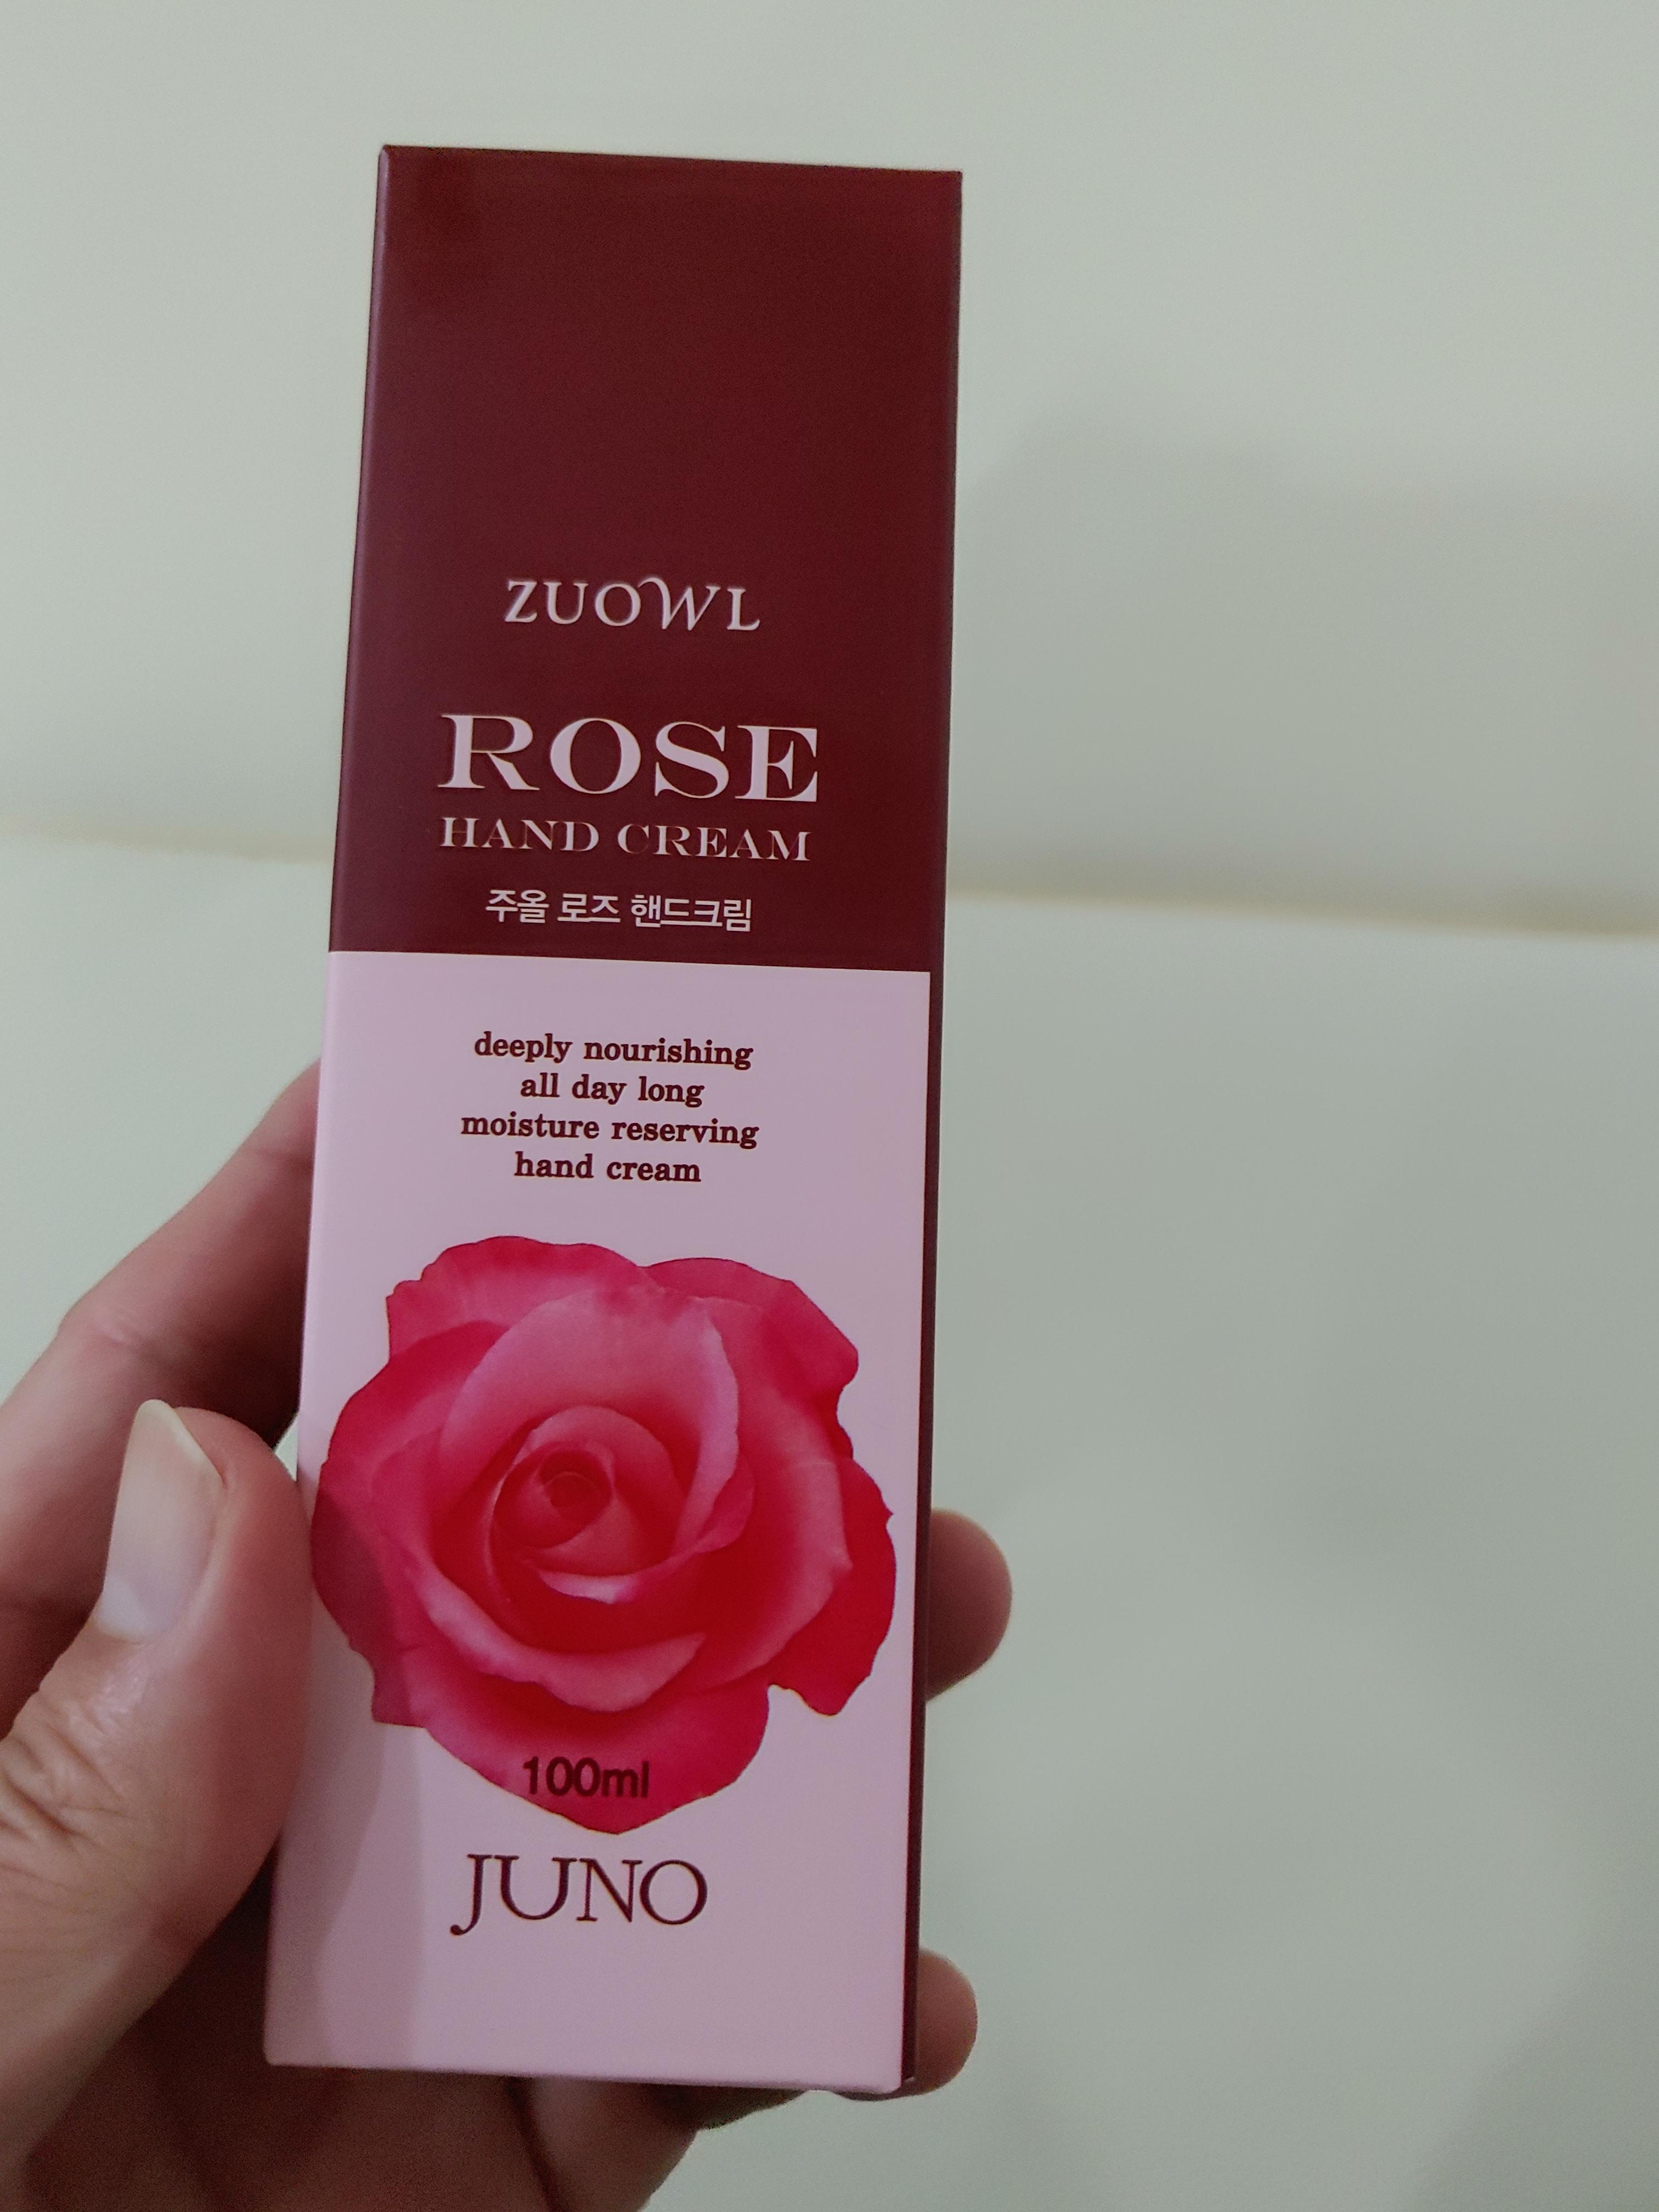 ZUOWL
ROSE
HAND CREAM
주올 로즈 핸드크림
deeply nourishing
all day long
moisture reserving
hand cream
100ml
JUNO